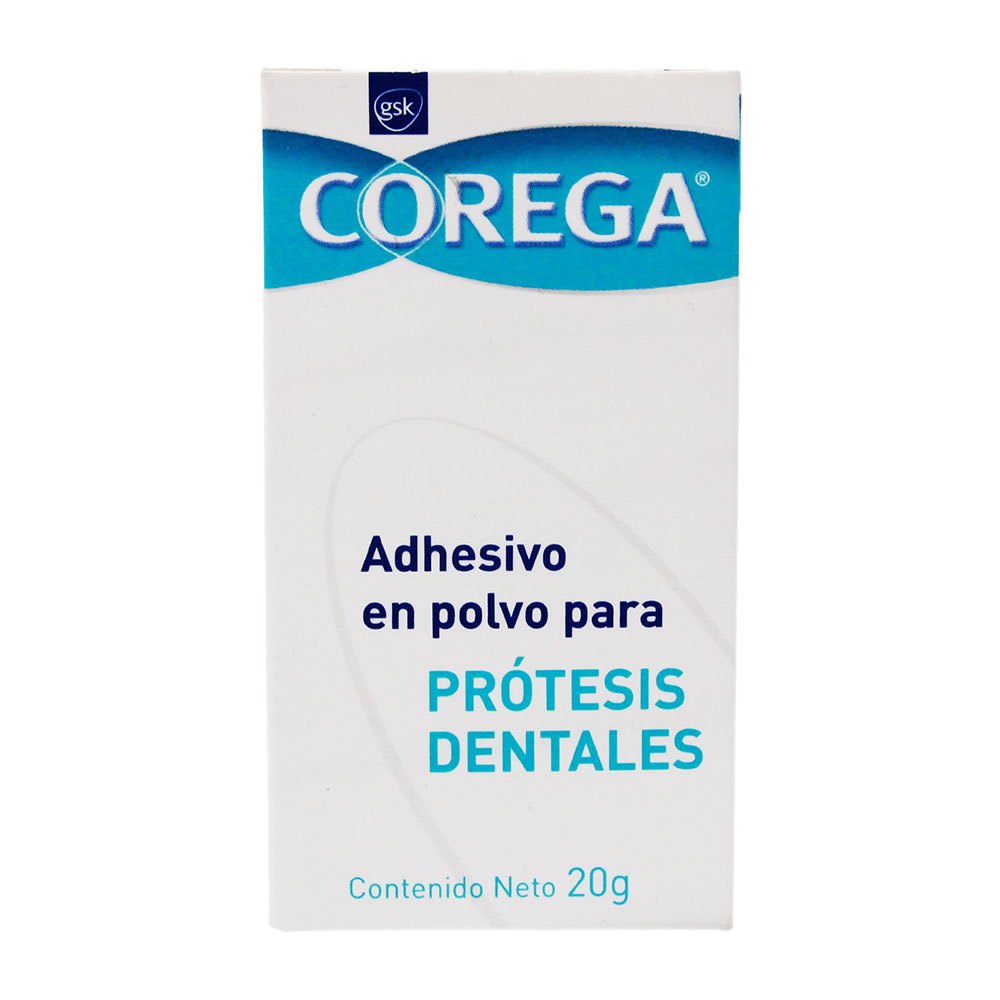 gsk
COREGA®
Adhesivo
en polvo para
PRÓTESIS
DENTALES
Contenido Neto 20g